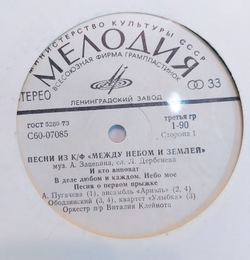 МИНИСТЕРСТВО КУЛЬТУРЫ СССР
МЕЛОДИЯ
ВСЕСОЮЗНАЯ ФИРМА ГРАМПЛАСТИНОК
СТЕРЕО
33
ЛЕНИНГРАДСКИЙ ЗАВОД
ГОСТ 5289-73
С60-07085
третья гр
1-90
Сторона 1
ПЕСНИ ИЗ К/Ф «МЕЖДУ НЕБОМ И ЗЕМЛЕЙ»
муз. А. Зацепина, сл. Л. Дербенева
И кто виноват
В деле любом и каждом. Небо мое
Песня о первом прыжке
А. Пугачева (1), ансамбль «Ариэль» (2, 4)
Ободзинский, (3), квартет «Улыбка» (3)
Оркестр п/у Виталия Клейнота